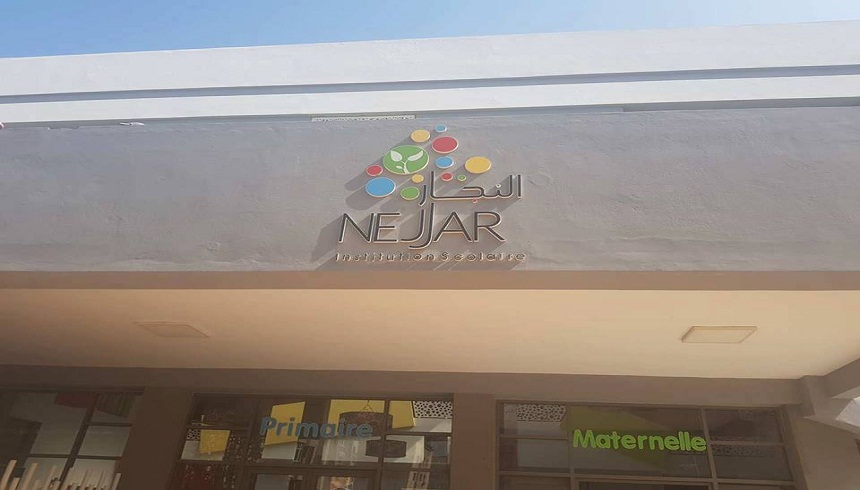 النجار
NEJJAR
Institution Scolaire
Primaire
Maternelle